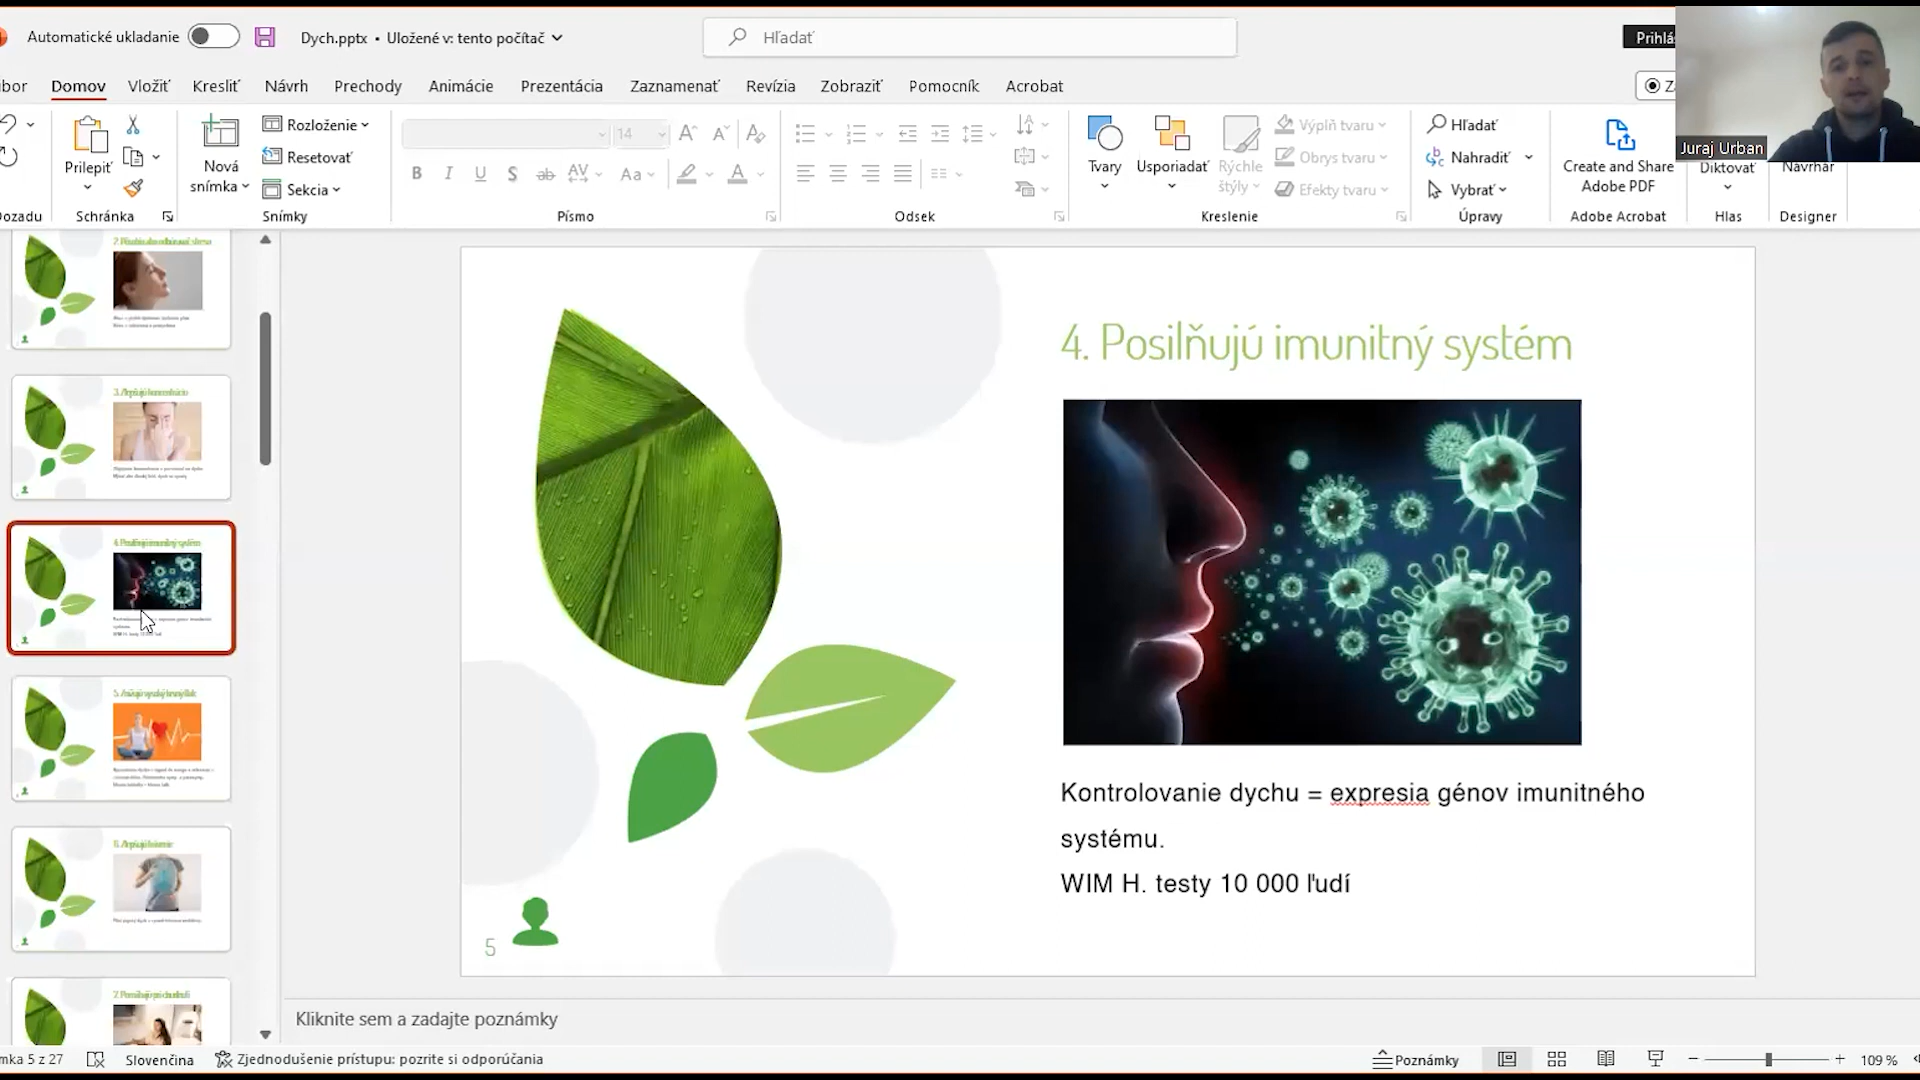 Automatické ukladanie
Dych.pptx • Uložené v: tento počítač
Hľadať
Juraj Urban
Domov
Vložiť
Kresliť
Návrh
Prechody
Animácie
Prezentácia
Zaznamenať
Revízia
Zobraziť
Pomocník
Acrobat
Prilepiť
Schránka
Nová
snímka
Rozloženie
Resetovať
Sekcia
Snímky
14
Písmo
Odsek
Tvary
Usporiadať
Rýchle
štýly
Výplň tvaru
Obrys tvaru
Efekty tvaru
Kreslenie
Hľadať
Nahradiť
Vybrať
Úpravy
Create and Share
Adobe PDF
Adobe Acrobat
Diktovať
Hlas
Návrhár
Designer
4. Posilňujú imunitný systém
Kontrolovanie dychu = expresia génov imunitného
systému.
WIM H. testy 10 000 ľudí
5
Kliknite sem a zadajte poznámky
5 z 27
Slovenčina
Zjednodušenie prístupu: pozrite si odporúčania
Poznámky
109 %